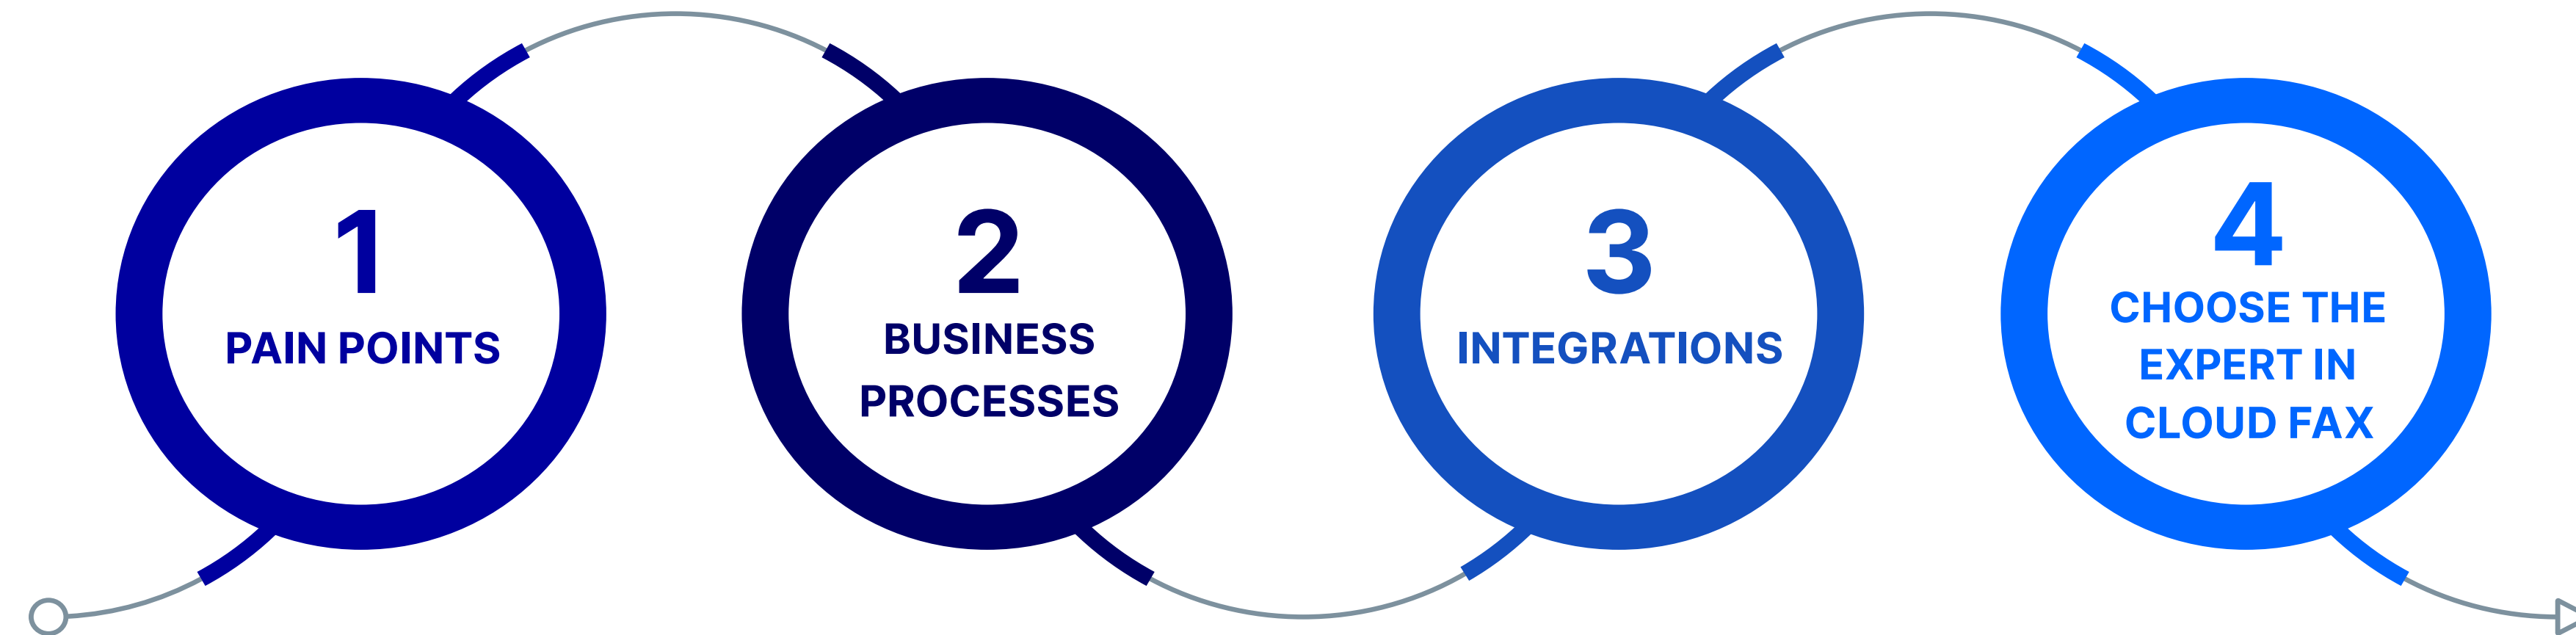 1
PAIN POINTS
2
BUSINESS
PROCESSES
3
INTEGRATIONS
4
CHOOSE THE
EXPERT IN
CLOUD FAX